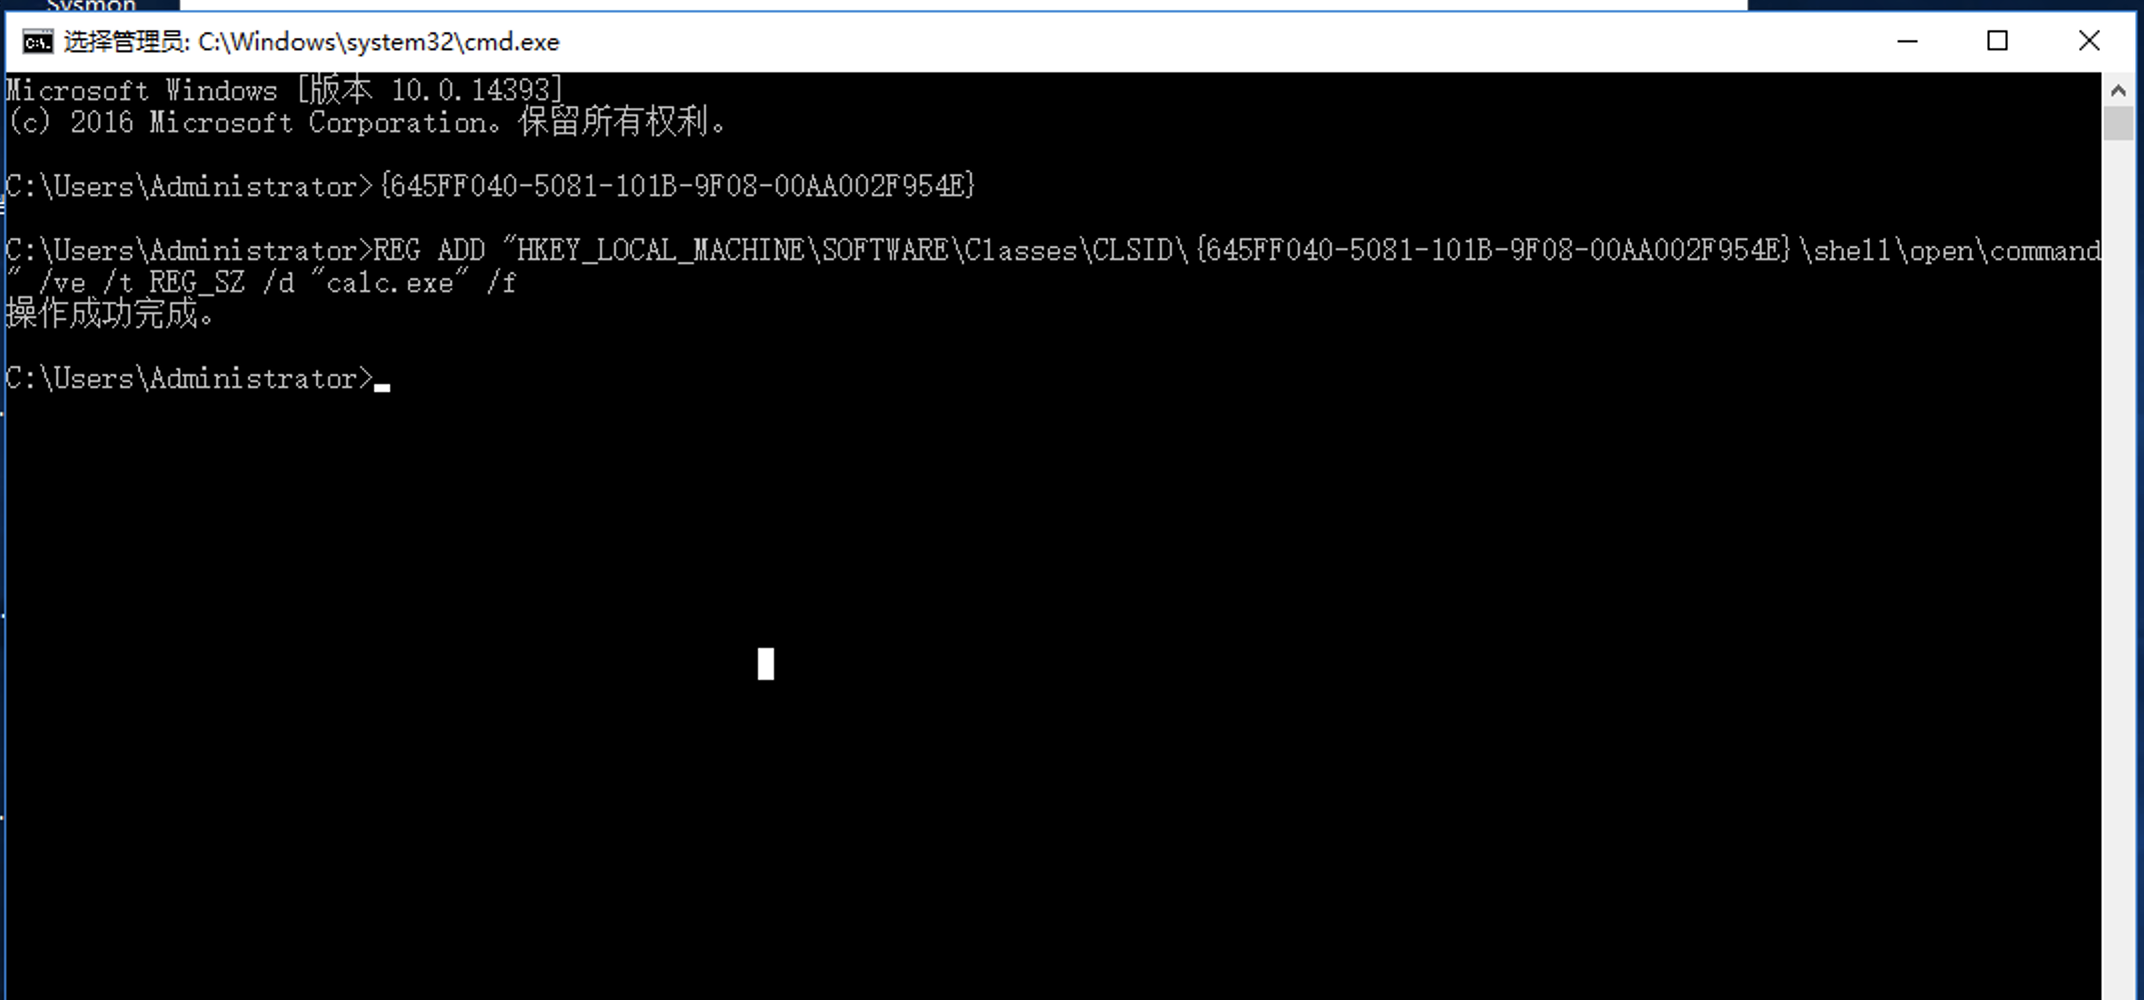 Sysmon
选择管理员: C:\Windows\system32\cmd.exe
Microsoft Windows [版本 10.0.14393]
(c) 2016 Microsoft Corporation。保留所有权利。
C:\Users\Administrator>{645FF040-5081-101B-9F08-00AA002F954E}
C:\Users\Administrator>REG ADD "HKEY_LOCAL_MACHINE\SOFTWARE\Classes\CLSID\{645FF040-5081-101B-9F08-00AA002F954E}\shell\open\command
" /ve /t REG_SZ /d "calc.exe" /f
操作成功完成。
C:\Users\Administrator>